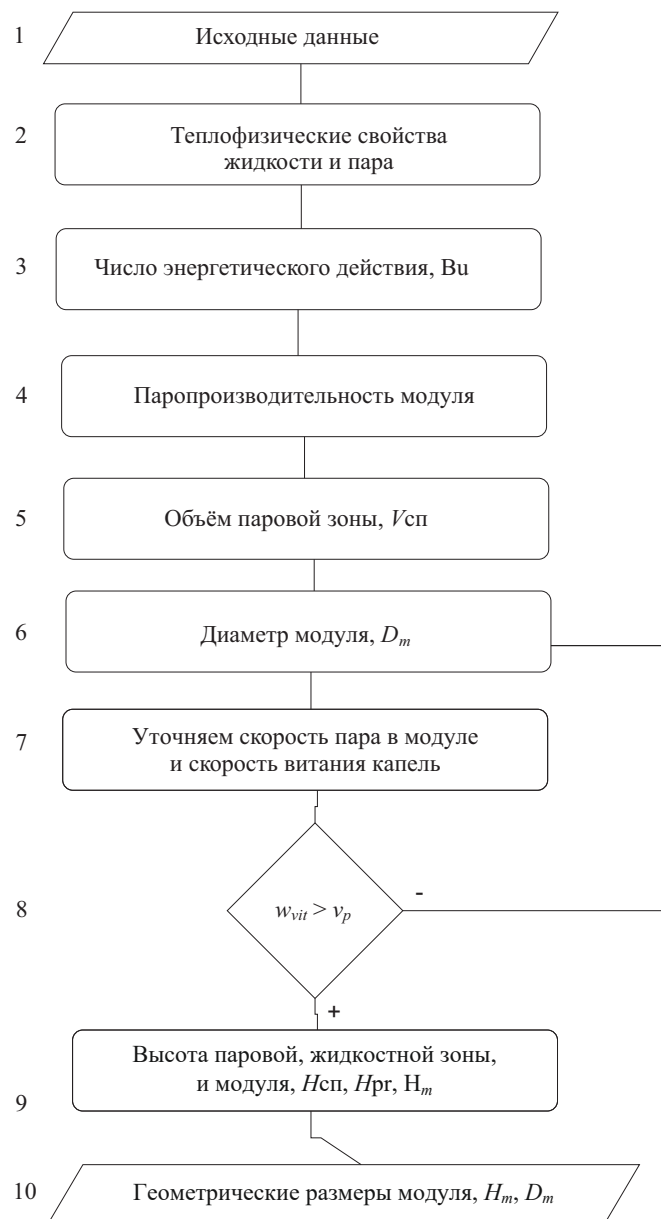 1
Исходные данные
2
Теплофизические свойства
жидкости и пара
3
Число энергетического действия, Bu
4
Паропроизводительность модуля
5
Объём паровой зоны, Vсп
6
Диаметр модуля, Dm
7
Уточняем скорость пара в модуле
и скорость витания капель
8
wvit > vp
-
+
Высота паровой, жидкостной зоны,
и модуля, Hсп, Hpr, Hm
9
10
Геометрические размеры модуля, Hm, Dm